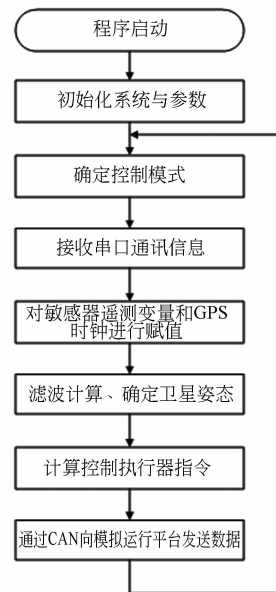 程序启动
初始化系统与参数
确定控制模式
接收串口通讯信息
对敏感器遥测变量和GPS
时钟进行赋值
滤波计算、确定卫星姿态
计算控制执行器指令
通过CAN向模拟运行平台发送数据